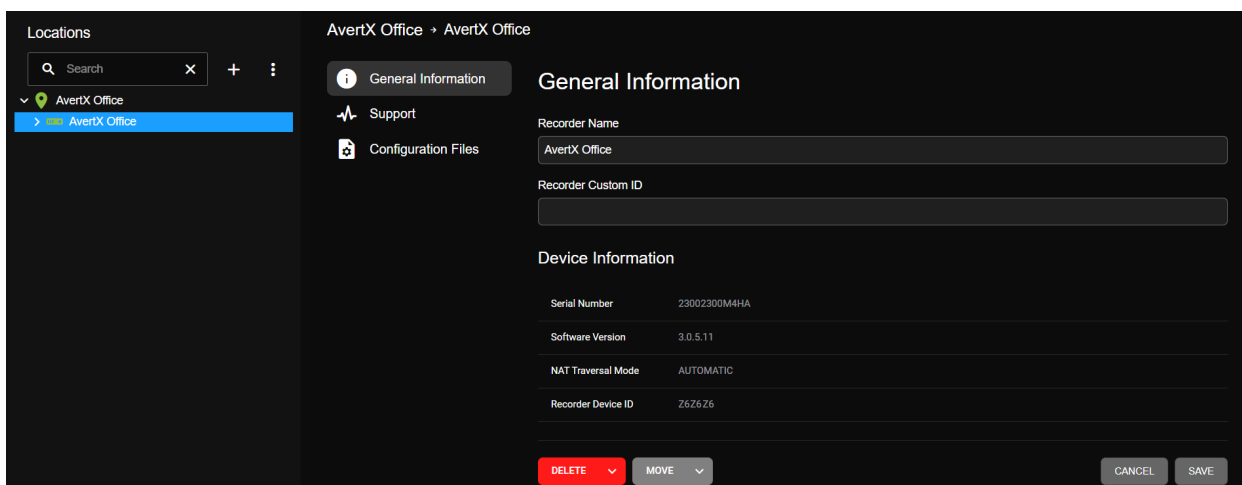 Locations
Search
AvertX Office
AvertX Office
AvertX Office → AvertX Office
General Information
Support
Configuration Files
General Information
Recorder Name
AvertX Office
Recorder Custom ID
Device Information
Serial Number 23002300M4HA
Software Version 3.0.5.11
NAT Traversal Mode AUTOMATIC
Recorder Device ID Z6Z6Z6
DELETE MOVE CANCEL SAVE